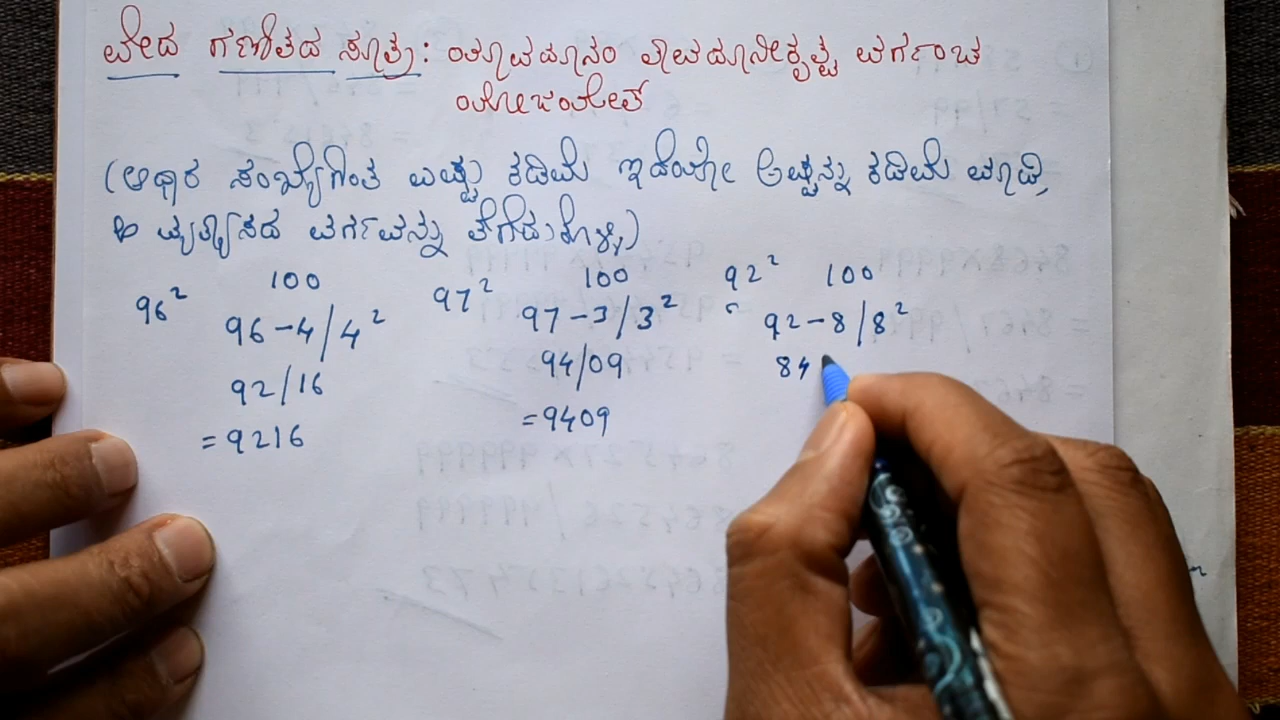 ವೇದ ಗಣಿತದ ಸೂತ್ರ: ಯಾವದೂನಂ ತಾವದೂನೀಕೃತ್ಯ ವರ್ಗಂಚ
ಯೋಜಯೇತ್
(ಆಧಾರ ಸಂಖ್ಯೆಗಿಂತ ಎಷ್ಟು ಕಡಿಮೆ ಇದೆಯೋ ಅಷ್ಟನ್ನು ಕಡಿಮೆ ಮಾಡಿ,
ವ್ಯತ್ಯಾಸದ ವರ್ಗವನ್ನು ತೆಗೆದುಕೊಳ್ಳಿ)
96² 100
96-4/4²
92/16
=9216
97² 100
97-3/3²
94/09
=9409
92² 100
92-8/8²
84